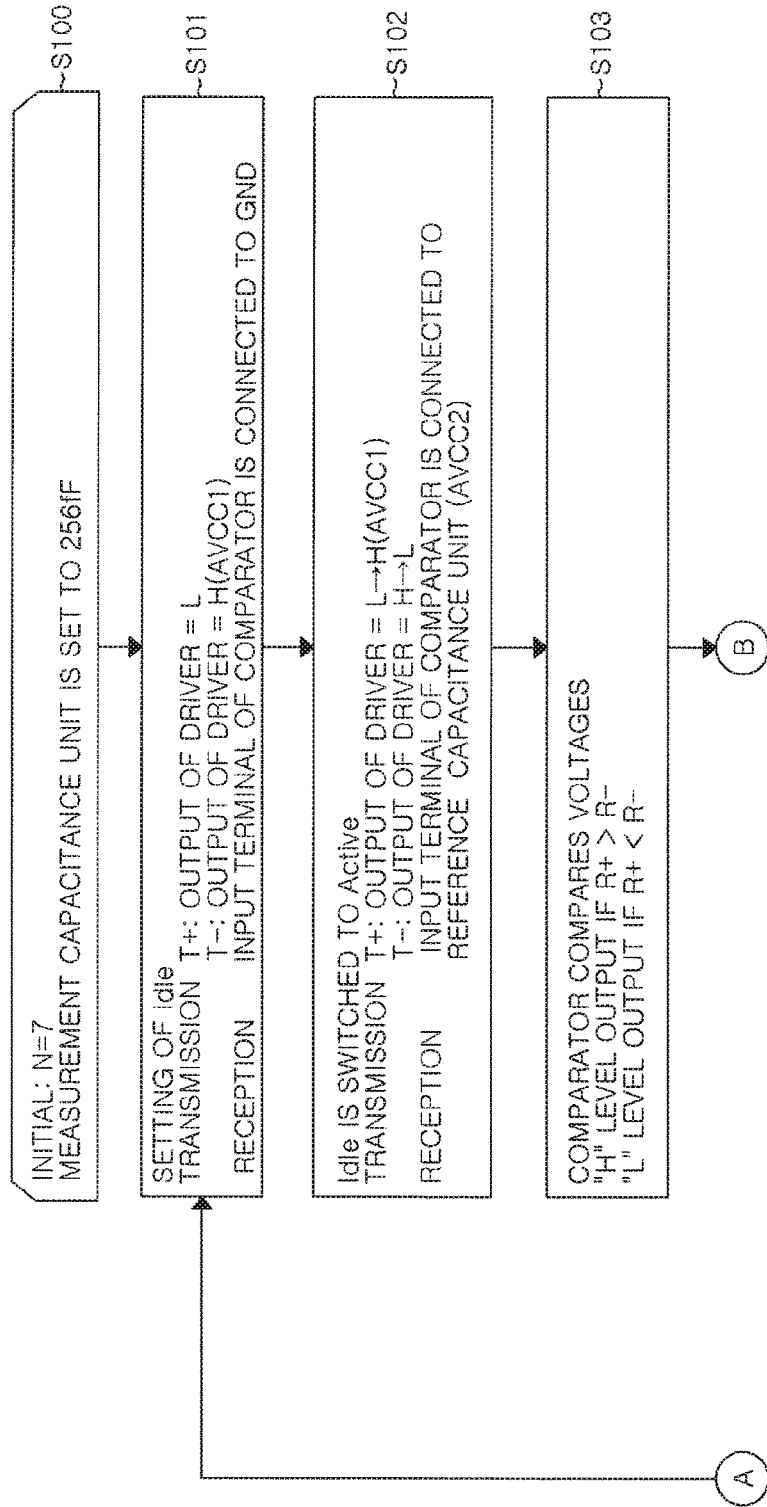 INITIAL: N=7
MEASUREMENT CAPACITANCE UNIT IS SET TO 256fF
~S100
SETTING OF Idle
TRANSMISSION T+: OUTPUT OF DRIVER = L
T−: OUTPUT OF DRIVER = H(AVCC1)
RECEPTION INPUT TERMINAL OF COMPARATOR IS CONNECTED TO GND
~S101
Idle IS SWITCHED TO Active
TRANSMISSION T+: OUTPUT OF DRIVER = L→H(AVCC1)
T−: OUTPUT OF DRIVER = H→L
RECEPTION INPUT TERMINAL OF COMPARATOR IS CONNECTED TO
REFERENCE CAPACITANCE UNIT (AVCC2)
~S102
COMPARATOR COMPARES VOLTAGES
"H" LEVEL OUTPUT IF R+ > R−
"L" LEVEL OUTPUT IF R+ < R−
~S103
A
B